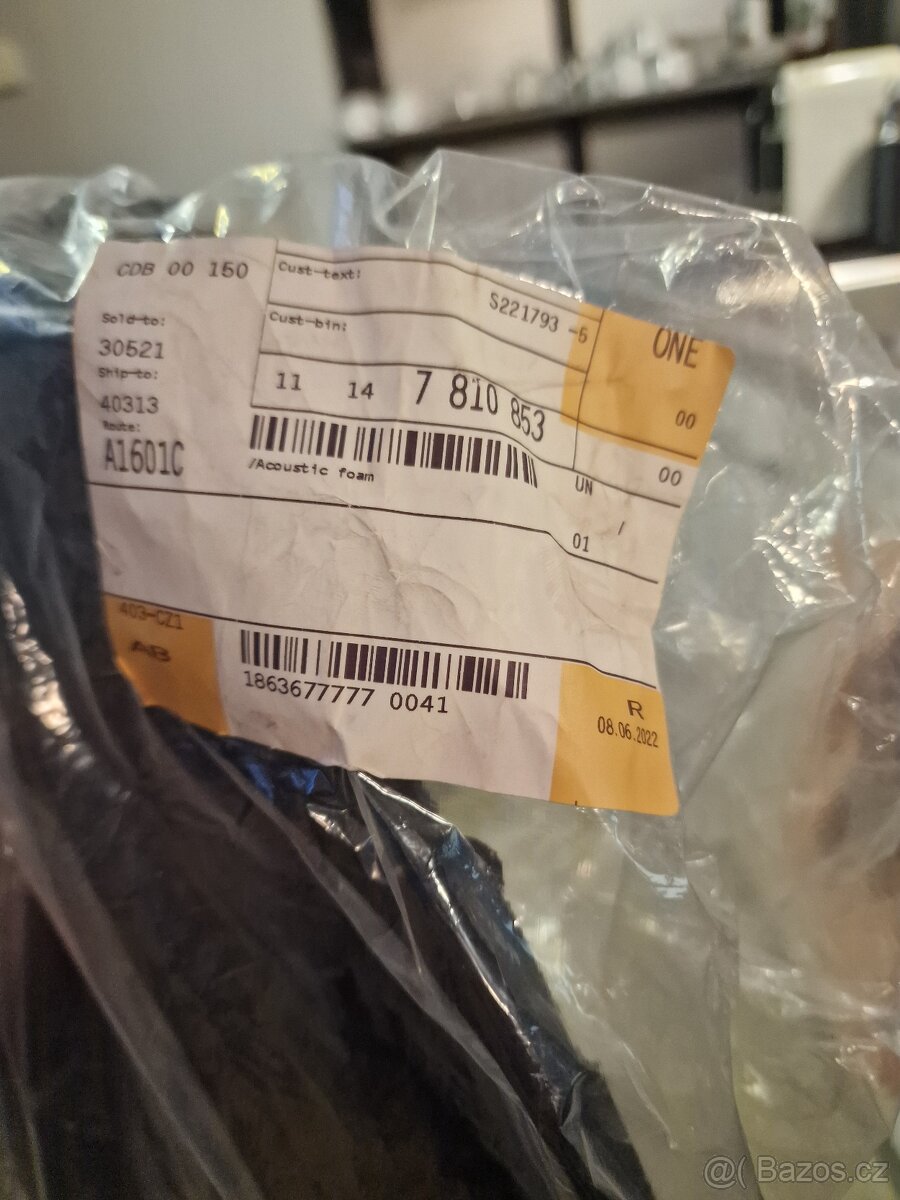 CDB 00 150
Cust-text:
S221793 -6
ONE
Sold to:
30521
Cust-bin:
Ship-to:
40313
11 14 7 810 853
00
Route:
A1601C
/Acoustic foam
UN /
00
01
403-CZ1
AB
1863677777 0041
R
08.06.2022
@( Bazos.cz